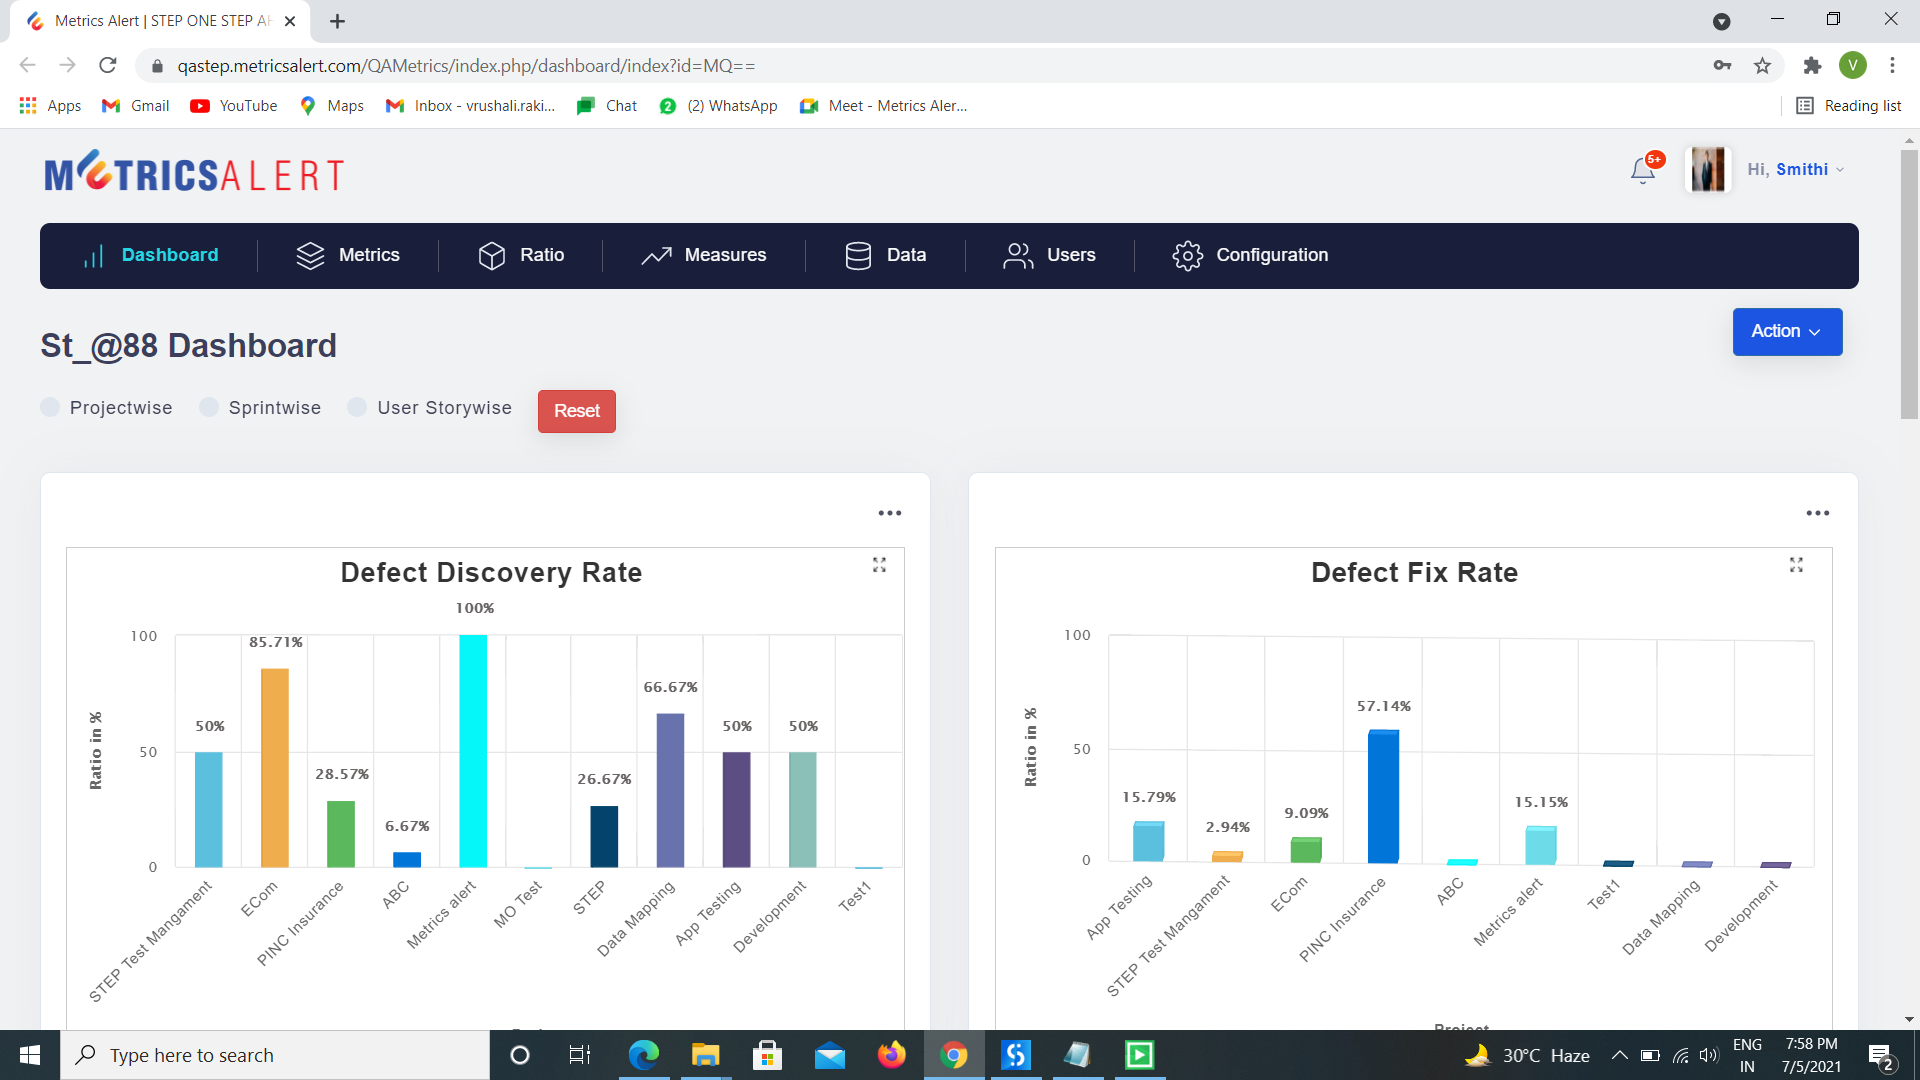 Metrics Alert | STEP ONE STEP AH
qastep.metricsalert.com/QAMetrics/index.php/dashboard/index?id=MQ==
V
Apps
Gmail
YouTube
Maps
Inbox - vrushali.raki...
Chat
2
(2) WhatsApp
Meet - Metrics Aler...
Reading list
METRICSALERT
5+
Hi, Smithi
Dashboard
Metrics
Ratio
Measures
Data
Users
Configuration
St_@88 Dashboard
Action
Projectwise
Sprintwise
User Storywise
Reset
Defect Discovery Rate
100%
100
85.71%
66.67%
50%
50%
50%
50
28.57%
26.67%
6.67%
0
Ratio in %
STEP Test Mangament
ECom
PINC Insurance
ABC
Metrics alert
MO Test
STEP
Data Mapping
App Testing
Development
Test1
Defect Fix Rate
100
57.14%
50
15.79%
2.94%
9.09%
15.15%
0
Ratio in %
App Testing
STEP Test Mangament
ECom
PINC Insurance
ABC
Metrics alert
Test1
Data Mapping
Development
Project
Type here to search
30°C Haze
ENG
IN
7:58 PM
7/5/2021
2